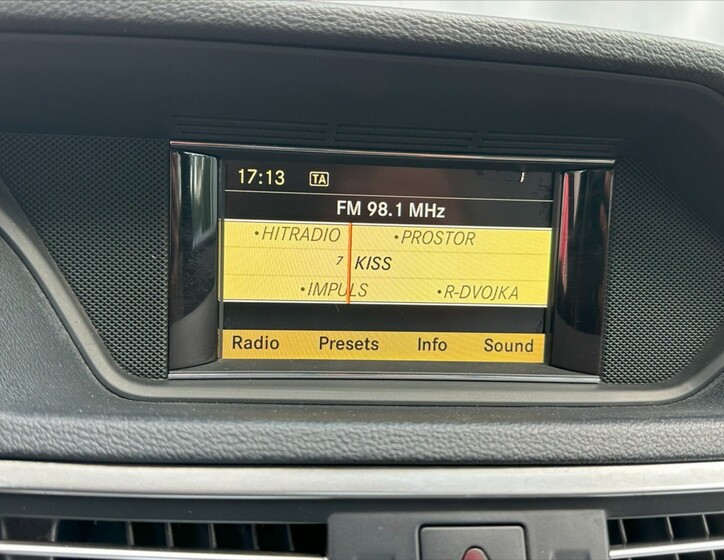 17:13 TA
FM 98.1 MHz
•HITRADIO •PROSTOR
7 KISS
•IMPULS •R-DVOJKA
Radio Presets Info Sound